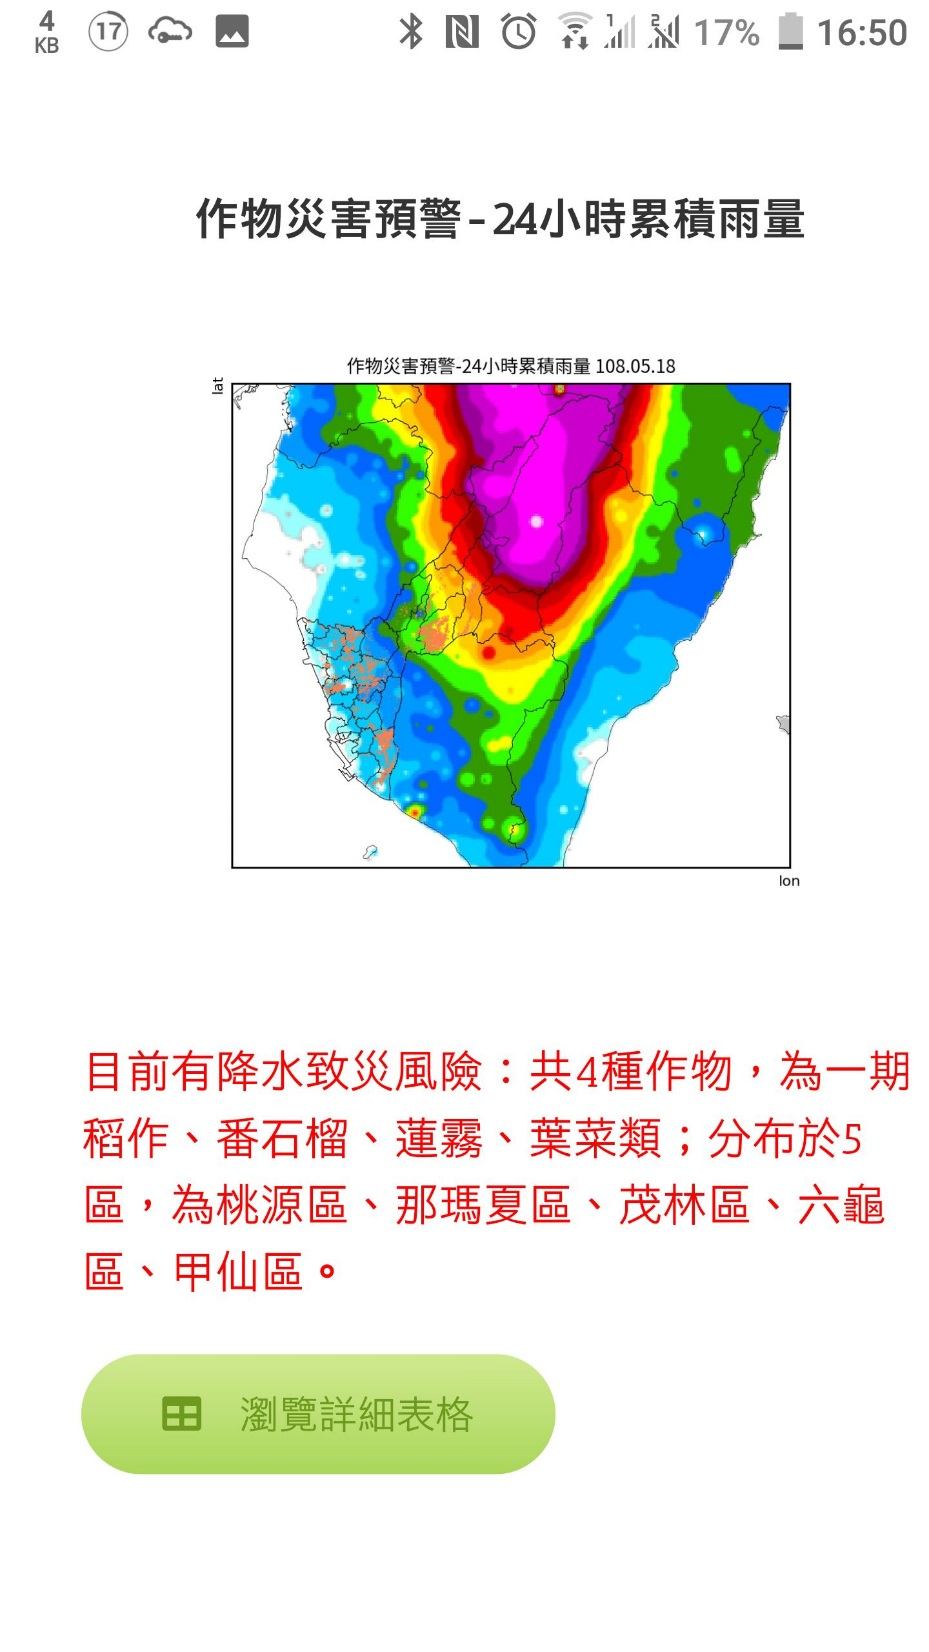 4
KB
17
1
2
17%
16:50
作物災害預警-24小時累積雨量
作物災害預警-24小時累積雨量 108.05.18
lat
lon
目前有降水致災風險：共4種作物，為一期
稻作、番石榴、蓮霧、葉菜類；分布於5
區，為桃源區、那瑪夏區、茂林區、六龜
區、甲仙區。
瀏覽詳細表格